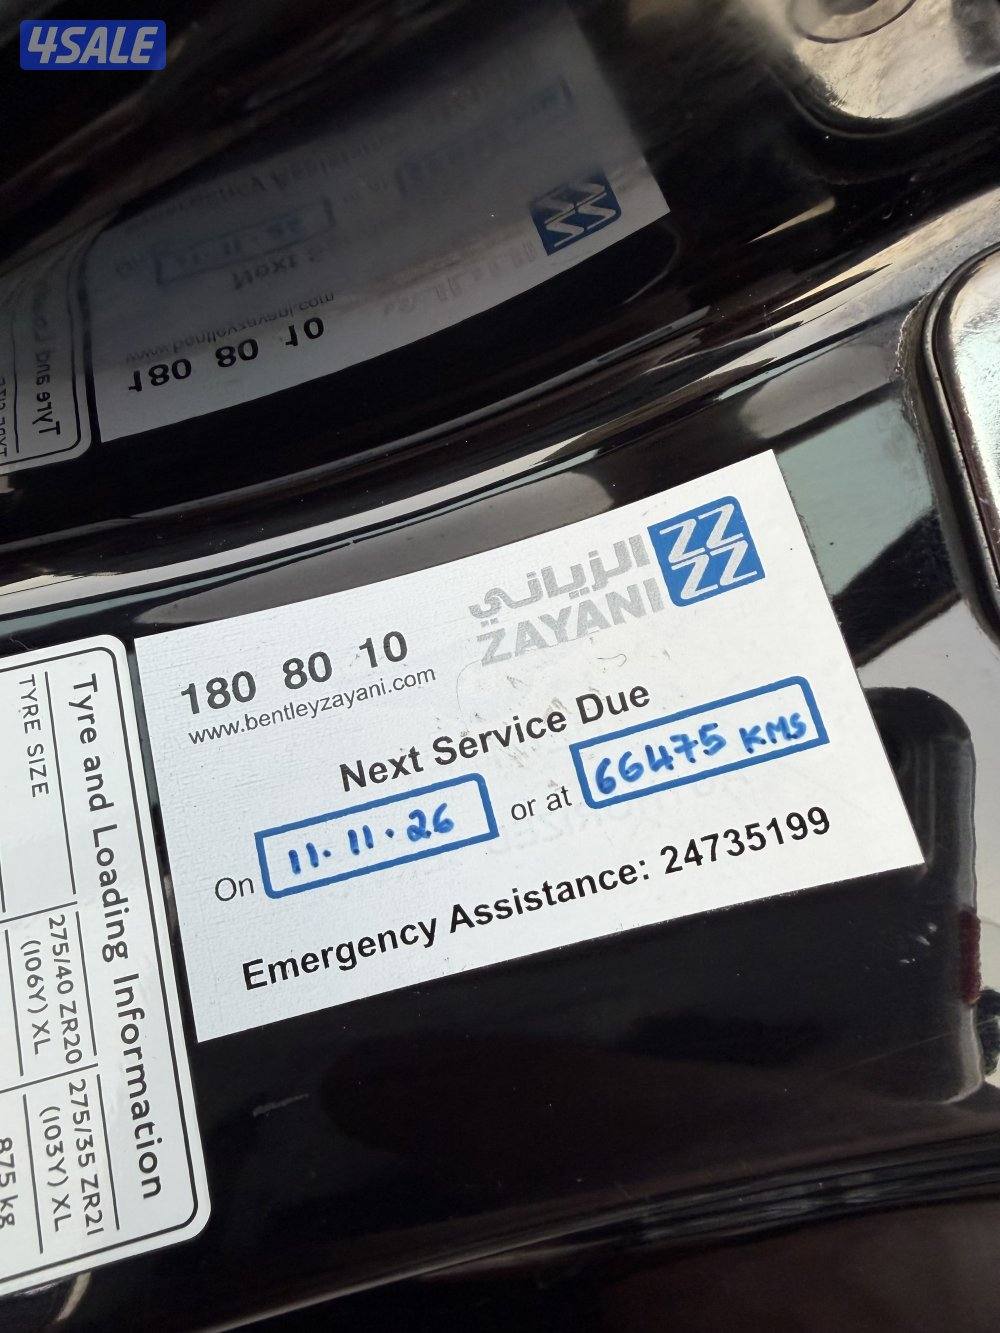 4SALE
الزياني
ZAYANI
180 80 10
www.bentleyzayani.com
Next Service Due
On 11.11.26 or at 66475 KMS
Emergency Assistance: 24735199
Tyre and Loading Information
TYRE SIZE
275/40 ZR20
(106Y) XL
275/35 ZR21
(103Y) XL
875 kg